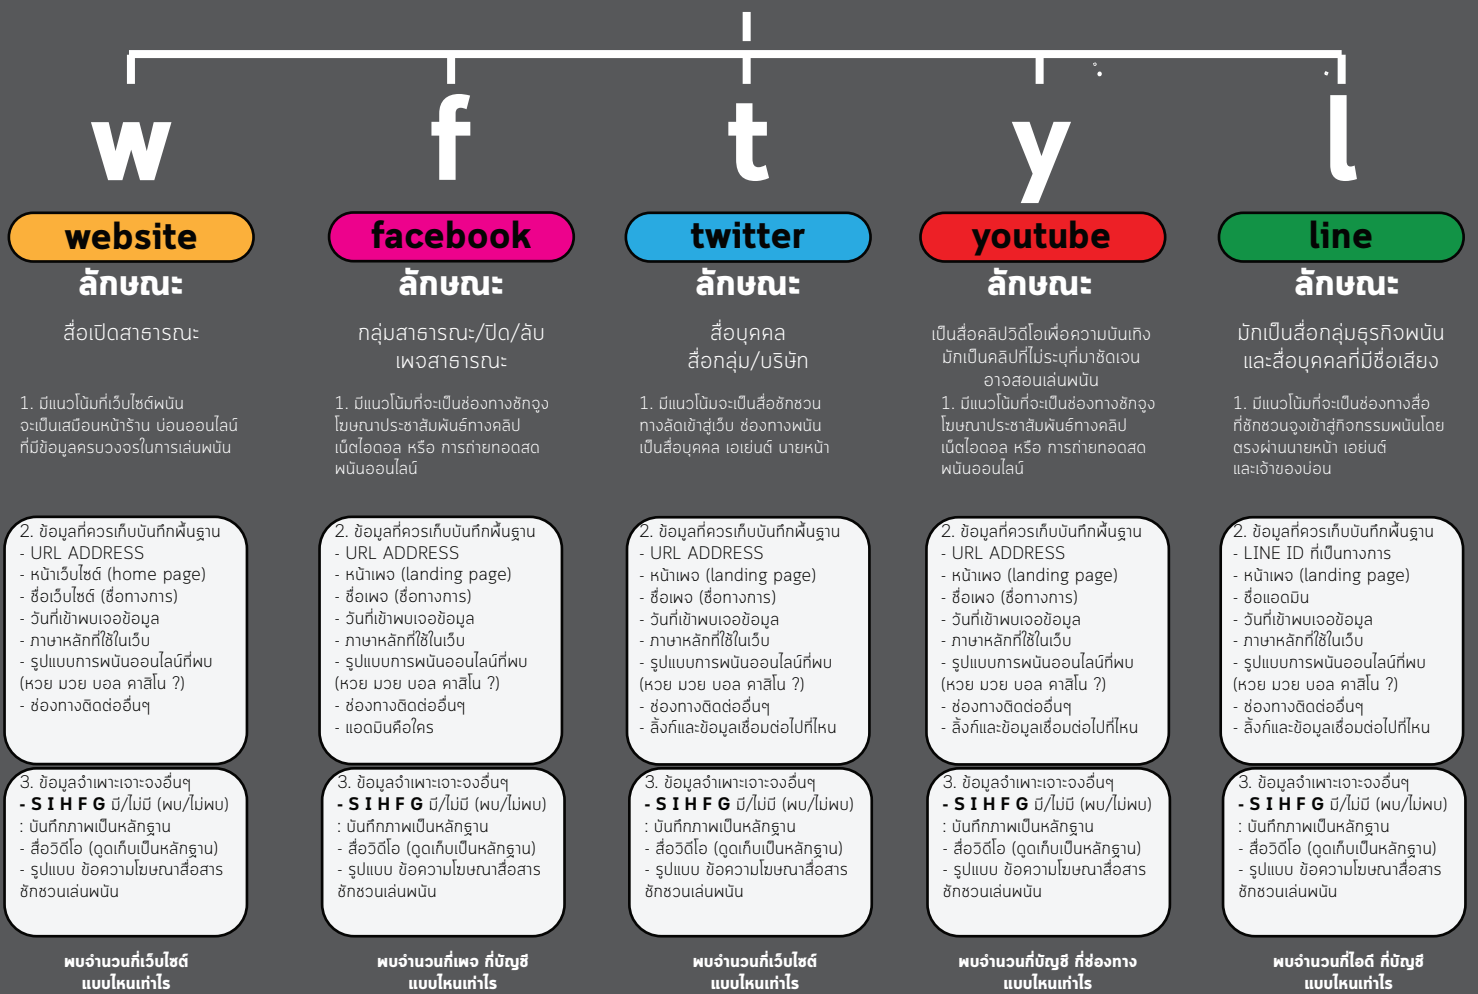 w
f
t
y
l
website
ลักษณะ
สื่อเปิดสาธารณะ
1. มีแนวโน้มที่เว็บไซต์พนัน
จะเป็นเสมือนหน้าร้าน บ่อนออนไลน์
ที่มีข้อมูลครบวงจรในการเล่นพนัน
2. ข้อมูลที่ควรเก็บบันทึกพื้นฐาน
- URL ADDRESS
- หน้าเว็บไซต์ (home page)
- ชื่อเว็บไซต์ (ชื่อทางการ)
- วันที่เข้าพบเจอข้อมูล
- ภาษาหลักที่ใช้ในเว็บ
- รูปแบบการพนันออนไลน์ที่พบ
(หวย มวย บอล คาสิโน ?)
- ช่องทางติดต่ออื่นๆ
3. ข้อมูลจำเพาะเจาะจงอื่นๆ
- S I H F G มี/ไม่มี (พบ/ไม่พบ)
: บันทึกภาพเป็นหลักฐาน
- สื่อวิดีโอ (ดูดเก็บเป็นหลักฐาน)
- รูปแบบ ข้อความโฆษณาสื่อสาร
ชักชวนเล่นพนัน
พบจำนวนกี่เว็บไซต์
แบบไหนเท่าไร
facebook
ลักษณะ
กลุ่มสาธารณะ/ปิด/ลับ
เพจสาธารณะ
1. มีแนวโน้มที่จะเป็นช่องทางชักจูง
โฆษณาประชาสัมพันธ์ทางคลิป
เน็ตไอดอล หรือ การถ่ายทอดสด
พนันออนไลน์
2. ข้อมูลที่ควรเก็บบันทึกพื้นฐาน
- URL ADDRESS
- หน้าเพจ (landing page)
- ชื่อเพจ (ชื่อทางการ)
- วันที่เข้าพบเจอข้อมูล
- ภาษาหลักที่ใช้ในเว็บ
- รูปแบบการพนันออนไลน์ที่พบ
(หวย มวย บอล คาสิโน ?)
- ช่องทางติดต่ออื่นๆ
- แอดมินคือใคร
3. ข้อมูลจำเพาะเจาะจงอื่นๆ
- S I H F G มี/ไม่มี (พบ/ไม่พบ)
: บันทึกภาพเป็นหลักฐาน
- สื่อวิดีโอ (ดูดเก็บเป็นหลักฐาน)
- รูปแบบ ข้อความโฆษณาสื่อสาร
ชักชวนเล่นพนัน
พบจำนวนกี่เพจ กี่บัญชี
แบบไหนเท่าไร
twitter
ลักษณะ
สื่อบุคคล
สื่อกลุ่ม/บริษัท
1. มีแนวโน้มจะเป็นสื่อชักชวน
ทางลัดเข้าสู่เว็บ ช่องทางพนัน
เป็นสื่อบุคคล เอเย่นต์ นายหน้า
2. ข้อมูลที่ควรเก็บบันทึกพื้นฐาน
- URL ADDRESS
- หน้าเพจ (landing page)
- ชื่อเพจ (ชื่อทางการ)
- วันที่เข้าพบเจอข้อมูล
- ภาษาหลักที่ใช้ในเว็บ
- รูปแบบการพนันออนไลน์ที่พบ
(หวย มวย บอล คาสิโน ?)
- ช่องทางติดต่ออื่นๆ
- ลิ้งก์และข้อมูลเชื่อมต่อไปที่ไหน
3. ข้อมูลจำเพาะเจาะจงอื่นๆ
- S I H F G มี/ไม่มี (พบ/ไม่พบ)
: บันทึกภาพเป็นหลักฐาน
- สื่อวิดีโอ (ดูดเก็บเป็นหลักฐาน)
- รูปแบบ ข้อความโฆษณาสื่อสาร
ชักชวนเล่นพนัน
พบจำนวนกี่เว็บไซต์
แบบไหนเท่าไร
youtube
ลักษณะ
เป็นสื่อคลิปวิดีโอเพื่อความบันเทิง
มักเป็นคลิปที่ไม่ระบุที่มาชัดเจน
อาจสอนเล่นพนัน
1. มีแนวโน้มที่จะเป็นช่องทางชักจูง
โฆษณาประชาสัมพันธ์ทางคลิป
เน็ตไอดอล หรือ การถ่ายทอดสด
พนันออนไลน์
2. ข้อมูลที่ควรเก็บบันทึกพื้นฐาน
- URL ADDRESS
- หน้าเพจ (landing page)
- ชื่อเพจ (ชื่อทางการ)
- วันที่เข้าพบเจอข้อมูล
- ภาษาหลักที่ใช้ในเว็บ
- รูปแบบการพนันออนไลน์ที่พบ
(หวย มวย บอล คาสิโน ?)
- ช่องทางติดต่ออื่นๆ
- ลิ้งก์และข้อมูลเชื่อมต่อไปที่ไหน
3. ข้อมูลจำเพาะเจาะจงอื่นๆ
- S I H F G มี/ไม่มี (พบ/ไม่พบ)
: บันทึกภาพเป็นหลักฐาน
- สื่อวิดีโอ (ดูดเก็บเป็นหลักฐาน)
- รูปแบบ ข้อความโฆษณาสื่อสาร
ชักชวนเล่นพนัน
พบจำนวนกี่บัญชี กี่ช่องทาง
แบบไหนเท่าไร
line
ลักษณะ
มักเป็นสื่อกลุ่มธุรกิจพนัน
และสื่อบุคคลที่มีชื่อเสียง
1. มีแนวโน้มที่จะเป็นช่องทางสื่อ
ที่ชักชวนจูงเข้าสู่กิจกรรมพนันโดย
ตรงผ่านนายหน้า เอย่นต์
และเจ้าของบ่อน
2. ข้อมูลที่ควรเก็บบันทึกพื้นฐาน
- LINE ID ที่เป็นทางการ
- หน้าเพจ (landing page)
- ชื่อแอดมิน
- วันที่เข้าพบเจอข้อมูล
- ภาษาหลักที่ใช้ในเว็บ
- รูปแบบการพนันออนไลน์ที่พบ
(หวย มวย บอล คาสิโน ?)
- ช่องทางติดต่ออื่นๆ
- ลิ้งก์และข้อมูลเชื่อมต่อไปที่ไหน
3. ข้อมูลจำเพาะเจาะจงอื่นๆ
- S I H F G มี/ไม่มี (พบ/ไม่พบ)
: บันทึกภาพเป็นหลักฐาน
- สื่อวิดีโอ (ดูดเก็บเป็นหลักฐาน)
- รูปแบบ ข้อความโฆษณาสื่อสาร
ชักชวนเล่นพนัน
พบจำนวนกี่ไอดี กี่บัญชี
แบบไหนเท่าไร